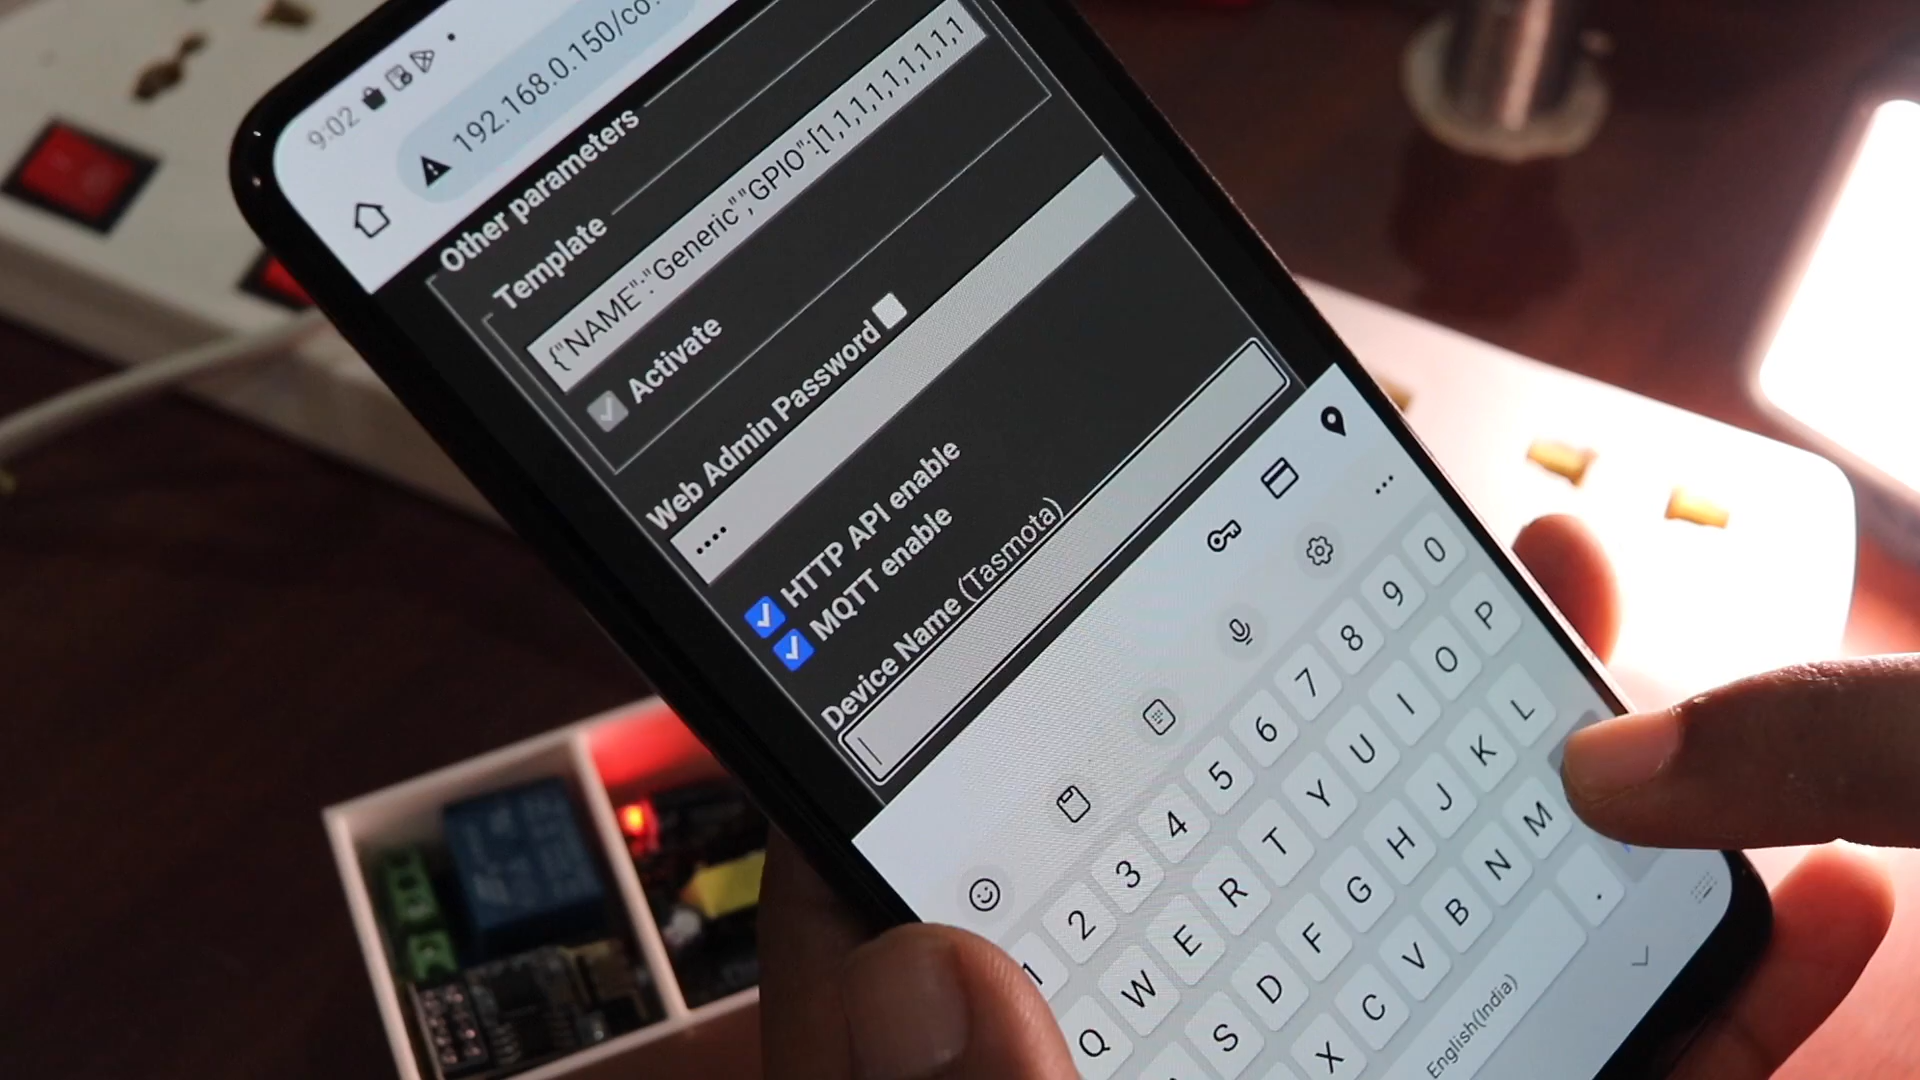 9:02
192.168.0.150/co
Other parameters
Template
{"NAME":"Generic","GPIO":[1,1,1,1,1,1,1,1
Activate
Web Admin Password
••••
HTTP API enable
MQTT enable
Device Name (Tasmota)
1 2 3 4 5 6 7 8 9 0
Q W E R T Y U I O P
S D F G H J K L
X C V B N M
English(India) .